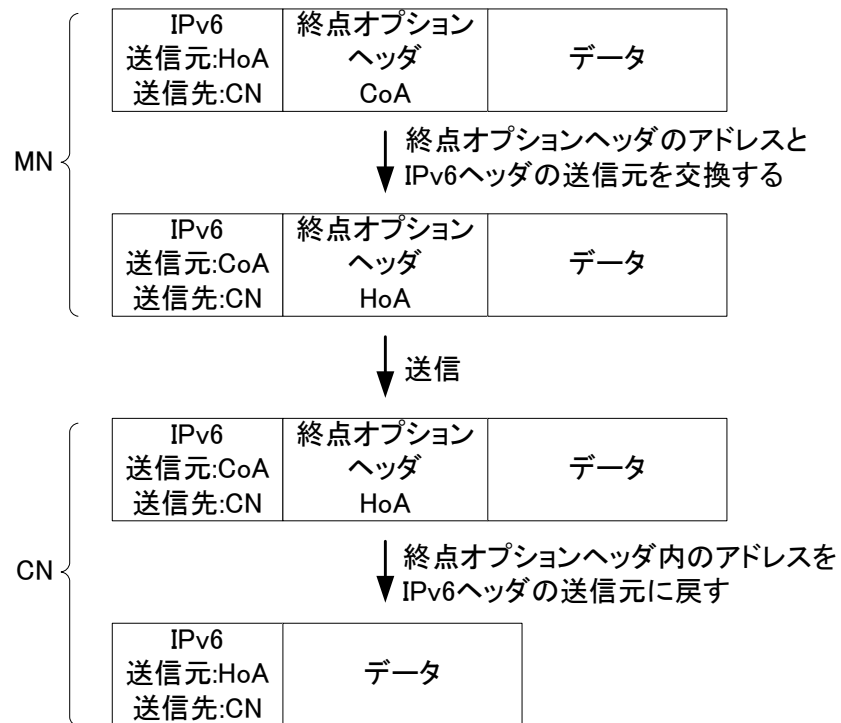 IPv6
送信元:HoA
送信先:CN
終点オプション
ヘッダ
CoA
データ
MN
終点オプションヘッダのアドレスと
IPv6ヘッダの送信元を交換する
IPv6
送信元:CoA
送信先:CN
終点オプション
ヘッダ
HoA
データ
送信
IPv6
送信元:CoA
送信先:CN
終点オプション
ヘッダ
HoA
データ
CN
終点オプションヘッダ内のアドレスを
IPv6ヘッダの送信元に戻す
IPv6
送信元:HoA
送信先:CN
データ